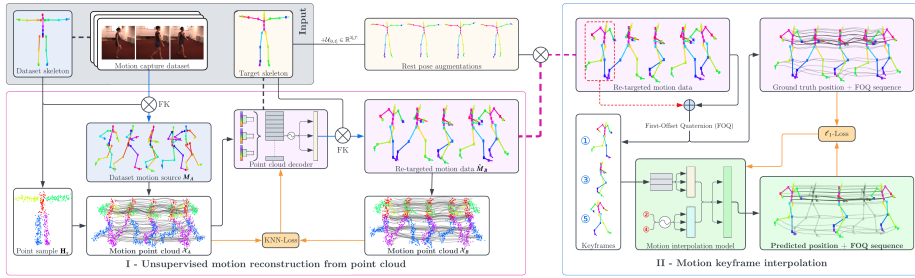 Input
Dataset skeleton
Motion capture dataset
Target skeleton
Rest pose augmentations
FK
Point cloud decoder
FK
Dataset motion source M_A
Re-targeted motion data M̂_B
Point sample H_s
Motion point cloud X_A
KNN-Loss
Motion point cloud X_B
I - Unsupervised motion reconstruction from point cloud
Re-targeted motion data
Ground truth position + FOQ sequence
First-Offset Quaternion (FOQ)
ℓ1-Loss
①
③
⑤
②
④
Keyframes
Motion interpolation model
Predicted position + FOQ sequence
II - Motion keyframe interpolation